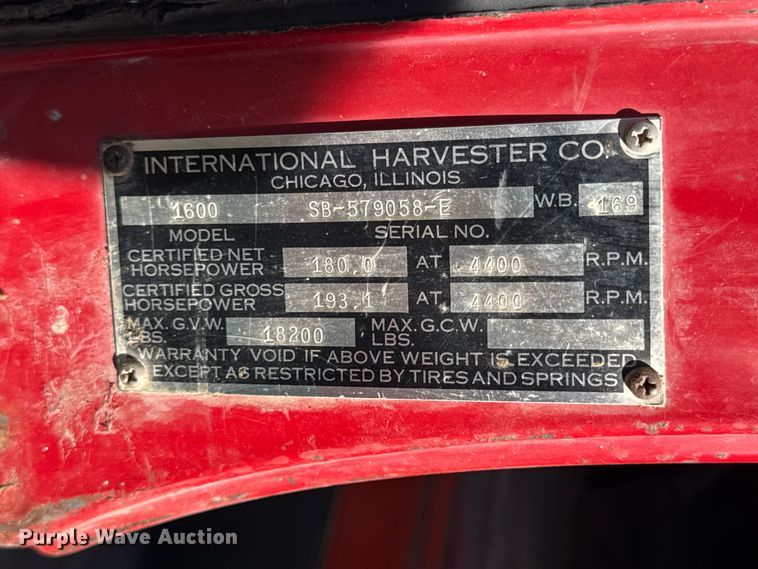 INTERNATIONAL HARVESTER CO.
CHICAGO, ILLINOIS
1600 SB-579058-E W.B. 169
MODEL SERIAL NO.
CERTIFIED NET HORSEPOWER 180.0 AT 4400 R.P.M.
CERTIFIED GROSS HORSEPOWER 193.1 AT 4400 R.P.M.
MAX. G.V.W. LBS. 18200 MAX. G.C.W. LBS.
WARRANTY VOID IF ABOVE WEIGHT IS EXCEEDED
EXCEPT AS RESTRICTED BY TIRES AND SPRINGS
Purple Wave Auction